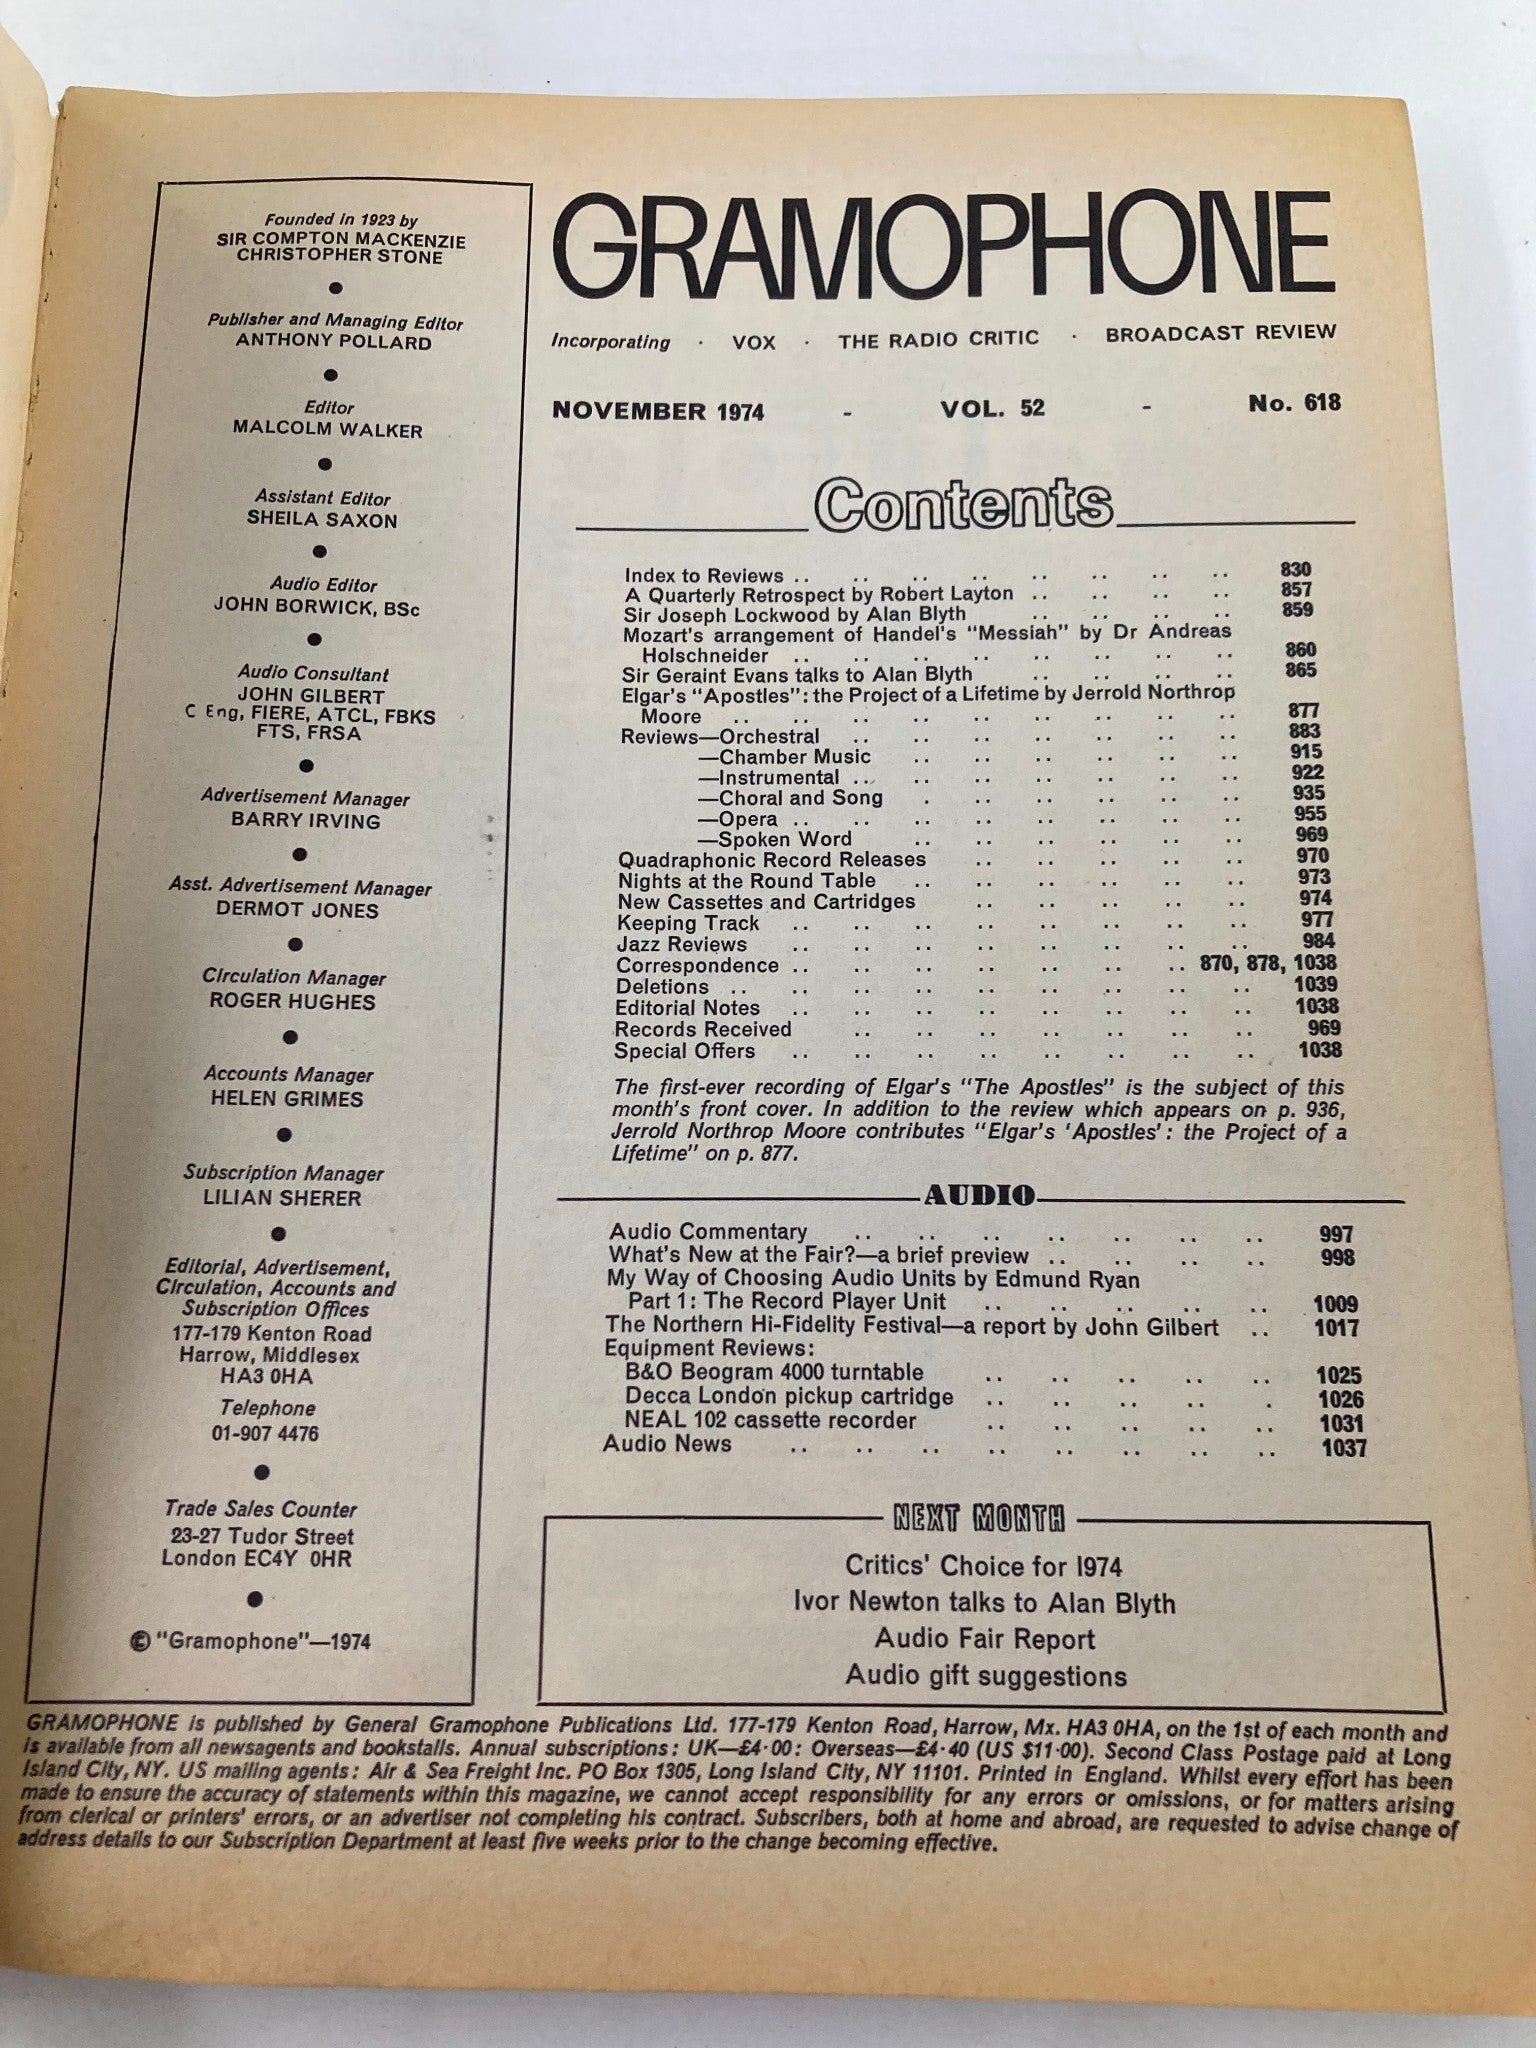 Founded in 1923 by
SIR COMPTON MACKENZIE
CHRISTOPHER STONE
Publisher and Managing Editor
ANTHONY POLLARD
Editor
MALCOLM WALKER
Assistant Editor
SHEILA SAXON
Audio Editor
JOHN BORWICK, BSc
Audio Consultant
JOHN GILBERT
C Eng, FIERE, ATCL, FBKS
FTS, FRSA
Advertisement Manager
BARRY IRVING
Asst. Advertisement Manager
DERMOT JONES
Circulation Manager
ROGER HUGHES
Accounts Manager
HELEN GRIMES
Subscription Manager
LILIAN SHERER
Editorial, Advertisement,
Circulation, Accounts and
Subscription Offices
177-179 Kenton Road
Harrow, Middlesex
HA3 0HA
Telephone
01-907 4476
Trade Sales Counter
23-27 Tudor Street
London EC4Y 0HR
© "Gramophone"—1974
GRAMOPHONE
Incorporating · VOX · THE RADIO CRITIC · BROADCAST REVIEW
NOVEMBER 1974 - VOL. 52 - No. 618
Contents
Index to Reviews .. .. .. .. .. .. .. .. 830
A Quarterly Retrospect by Robert Layton .. .. .. .. 857
Sir Joseph Lockwood by Alan Blyth .. .. .. .. 859
Mozart's arrangement of Handel's "Messiah" by Dr Andreas
Holschneider .. .. .. .. .. .. .. .. 860
Sir Geraint Evans talks to Alan Blyth .. .. .. .. 865
Elgar's "Apostles": the Project of a Lifetime by Jerrold Northrop
Moore .. .. .. .. .. .. .. .. .. 877
Reviews—Orchestral .. .. .. .. .. .. .. 883
—Chamber Music .. .. .. .. .. .. 915
—Instrumental .. .. .. .. .. .. .. 922
—Choral and Song . .. .. .. .. .. 935
—Opera .. .. .. .. .. .. .. .. 955
—Spoken Word .. .. .. .. .. .. 969
Quadraphonic Record Releases .. .. .. .. .. 970
Nights at the Round Table .. .. .. .. .. .. 973
New Cassettes and Cartridges .. .. .. .. .. 974
Keeping Track .. .. .. .. .. .. .. .. 977
Jazz Reviews .. .. .. .. .. .. .. .. 984
Correspondence .. .. .. .. .. .. .. 870, 878, 1038
Deletions .. .. .. .. .. .. .. .. .. 1039
Editorial Notes .. .. .. .. .. .. .. .. 1038
Records Received .. .. .. .. .. .. .. 969
Special Offers .. .. .. .. .. .. .. .. 1038
The first-ever recording of Elgar's "The Apostles" is the subject of this
month's front cover. In addition to the review which appears on p. 936,
Jerrold Northrop Moore contributes "Elgar's 'Apostles': the Project of a
Lifetime" on p. 877.
AUDIO
Audio Commentary .. .. .. .. .. .. .. 997
What's New at the Fair?—a brief preview .. .. .. .. 998
My Way of Choosing Audio Units by Edmund Ryan
Part 1: The Record Player Unit .. .. .. .. .. 1009
The Northern Hi-Fidelity Festival—a report by John Gilbert .. 1017
Equipment Reviews:
B&O Beogram 4000 turntable .. .. .. .. .. 1025
Decca London pickup cartridge .. .. .. .. . 1026
NEAL 102 cassette recorder .. .. .. .. .. 1031
Audio News .. .. .. .. .. .. .. .. 1037
NEXT MONTH
Critics' Choice for 1974
Ivor Newton talks to Alan Blyth
Audio Fair Report
Audio gift suggestions
GRAMOPHONE is published by General Gramophone Publications Ltd. 177-179 Kenton Road, Harrow, Mx. HA3 0HA, on the 1st of each month and
is available from all newsagents and bookstalls. Annual subscriptions: UK—£4·00: Overseas—£4·40 (US $11·00). Second Class Postage paid at Long
Island City, NY. US mailing agents: Air & Sea Freight Inc. PO Box 1305, Long Island City, NY 11101. Printed in England. Whilst every effort has been
made to ensure the accuracy of statements within this magazine, we cannot accept responsibility for any errors or omissions, or for matters arising
from clerical or printers' errors, or an advertiser not completing his contract. Subscribers, both at home and abroad, are requested to advise change of
address details to our Subscription Department at least five weeks prior to the change becoming effective.